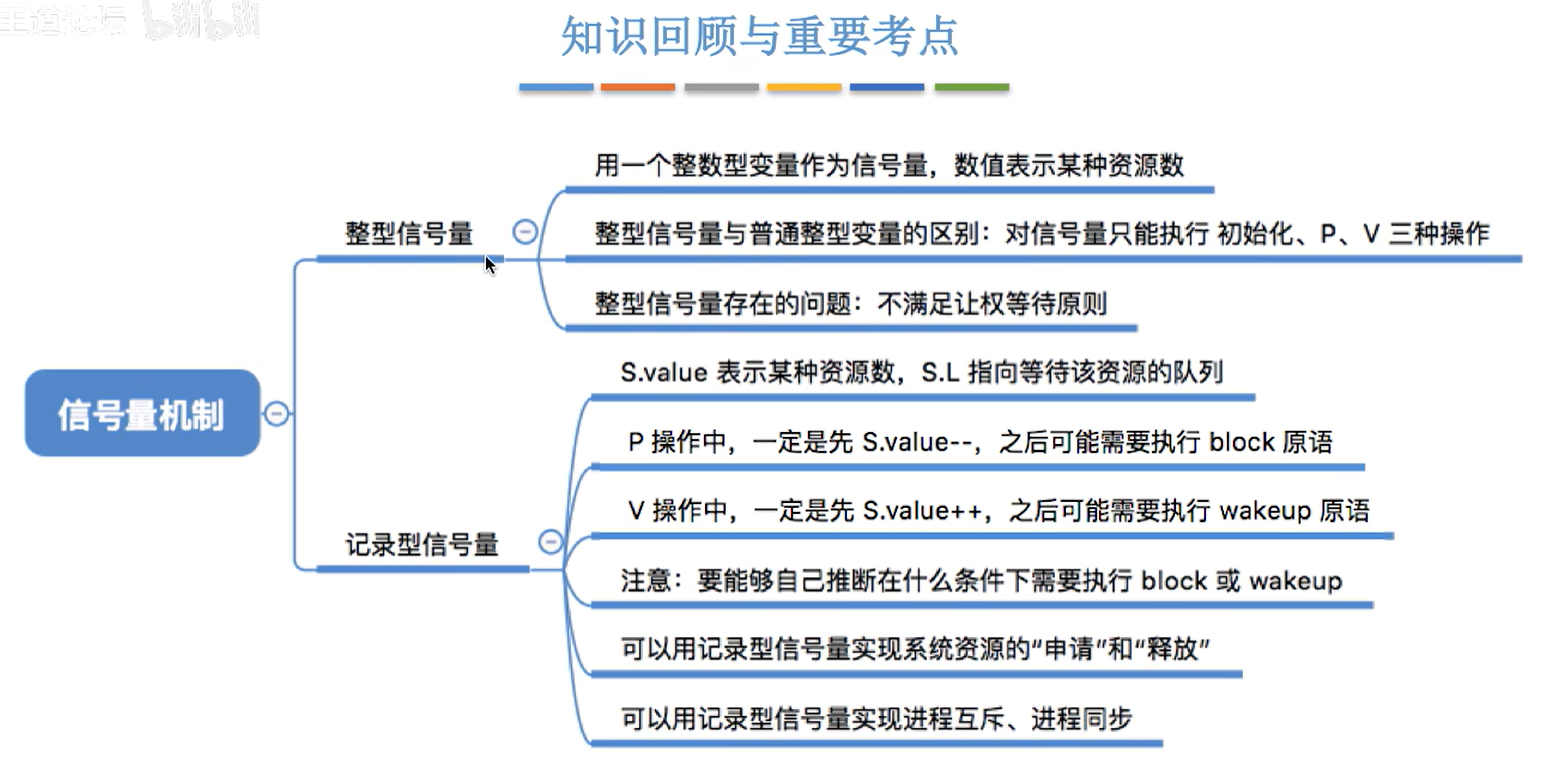 王道论坛 bilibili
知识回顾与重要考点
用一个整数型变量作为信号量，数值表示某种资源数
整型信号量
整型信号量与普通整型变量的区别：对信号量只能执行 初始化、P、V 三种操作
整型信号量存在的问题：不满足让权等待原则
信号量机制
S.value 表示某种资源数，S.L 指向等待该资源的队列
P 操作中，一定是先 S.value--，之后可能需要执行 block 原语
V 操作中，一定是先 S.value++，之后可能需要执行 wakeup 原语
记录型信号量
注意：要能够自己推断在什么条件下需要执行 block 或 wakeup
可以用记录型信号量实现系统资源的“申请”和“释放”
可以用记录型信号量实现进程互斥、进程同步